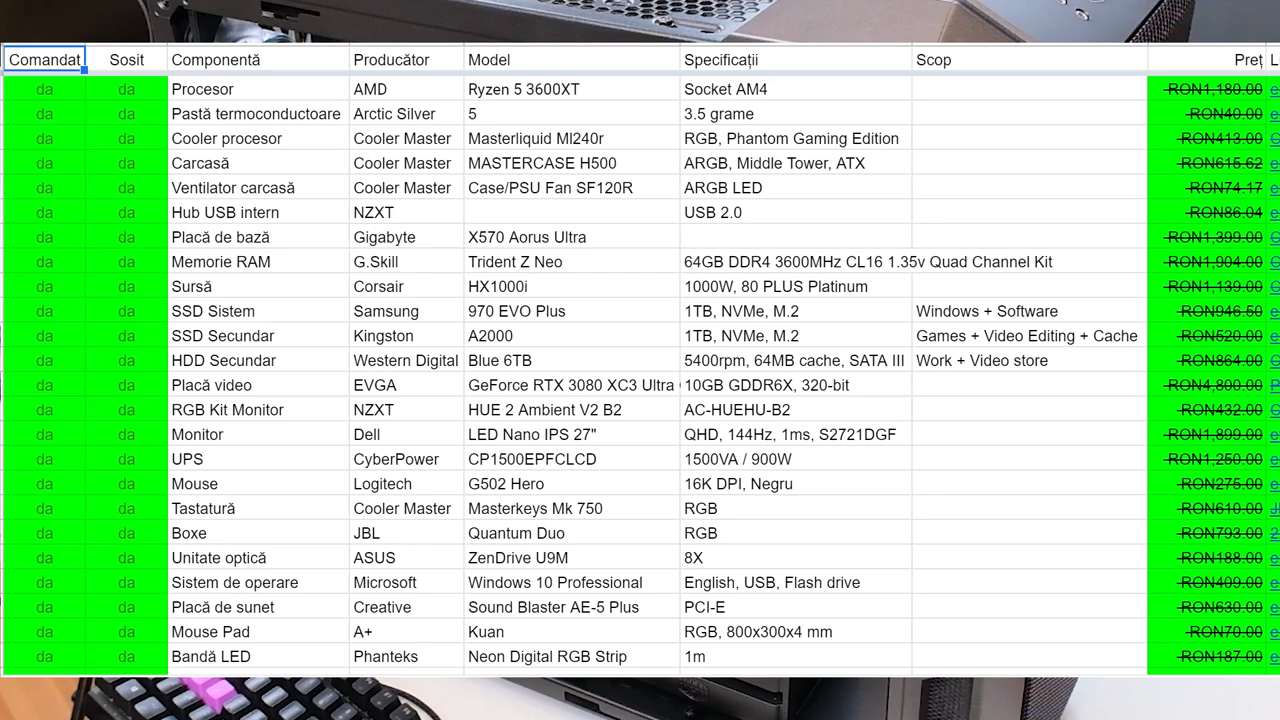 Comandat Sosit Componentă Producător Model Specificații Scop Preț
da da Procesor AMD Ryzen 5 3600XT Socket AM4 RON1,180.00
da da Pastă termoconductoare Arctic Silver 5 3.5 grame RON40.00
da da Cooler procesor Cooler Master Masterliquid Ml240r RGB, Phantom Gaming Edition RON413.00
da da Carcasă Cooler Master MASTERCASE H500 ARGB, Middle Tower, ATX RON615.62
da da Ventilator carcasă Cooler Master Case/PSU Fan SF120R ARGB LED RON74.17
da da Hub USB intern NZXT USB 2.0 RON86.04
da da Placă de bază Gigabyte X570 Aorus Ultra RON1,399.00
da da Memorie RAM G.Skill Trident Z Neo 64GB DDR4 3600MHz CL16 1.35v Quad Channel Kit RON1,904.00
da da Sursă Corsair HX1000i 1000W, 80 PLUS Platinum RON1,139.00
da da SSD Sistem Samsung 970 EVO Plus 1TB, NVMe, M.2 Windows + Software RON946.50
da da SSD Secundar Kingston A2000 1TB, NVMe, M.2 Games + Video Editing + Cache RON520.00
da da HDD Secundar Western Digital Blue 6TB 5400rpm, 64MB cache, SATA III Work + Video store RON864.00
da da Placă video EVGA GeForce RTX 3080 XC3 Ultra 10GB GDDR6X, 320-bit RON4,800.00
da da RGB Kit Monitor NZXT HUE 2 Ambient V2 B2 AC-HUEHU-B2 RON432.00
da da Monitor Dell LED Nano IPS 27" QHD, 144Hz, 1ms, S2721DGF RON1,899.00
da da UPS CyberPower CP1500EPFCLCD 1500VA / 900W RON1,250.00
da da Mouse Logitech G502 Hero 16K DPI, Negru RON275.00
da da Tastatură Cooler Master Masterkeys Mk 750 RGB RON610.00
da da Boxe JBL Quantum Duo RGB RON793.00
da da Unitate optică ASUS ZenDrive U9M 8X RON188.00
da da Sistem de operare Microsoft Windows 10 Professional English, USB, Flash drive RON409.00
da da Placă de sunet Creative Sound Blaster AE-5 Plus PCI-E RON630.00
da da Mouse Pad A+ Kuan RGB, 800x300x4 mm RON70.00
da da Bandă LED Phanteks Neon Digital RGB Strip 1m RON187.00